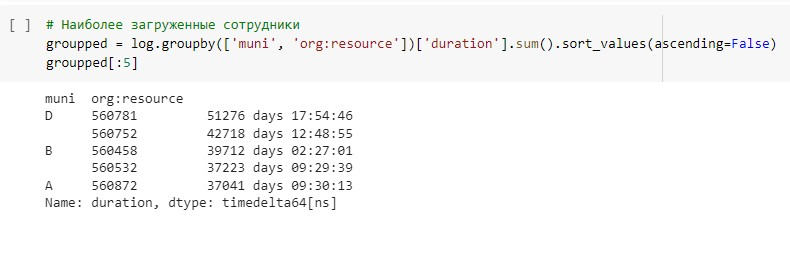 [ ] # Наиболее загруженные сотрудники
groupped = log.groupby(['muni', 'org:resource'])['duration'].sum().sort_values(ascending=False)
groupped[:5]
muni org:resource
D 560781 51276 days 17:54:46
560752 42718 days 12:48:55
B 560458 39712 days 02:27:01
560532 37223 days 09:29:39
A 560872 37041 days 09:30:13
Name: duration, dtype: timedelta64[ns]